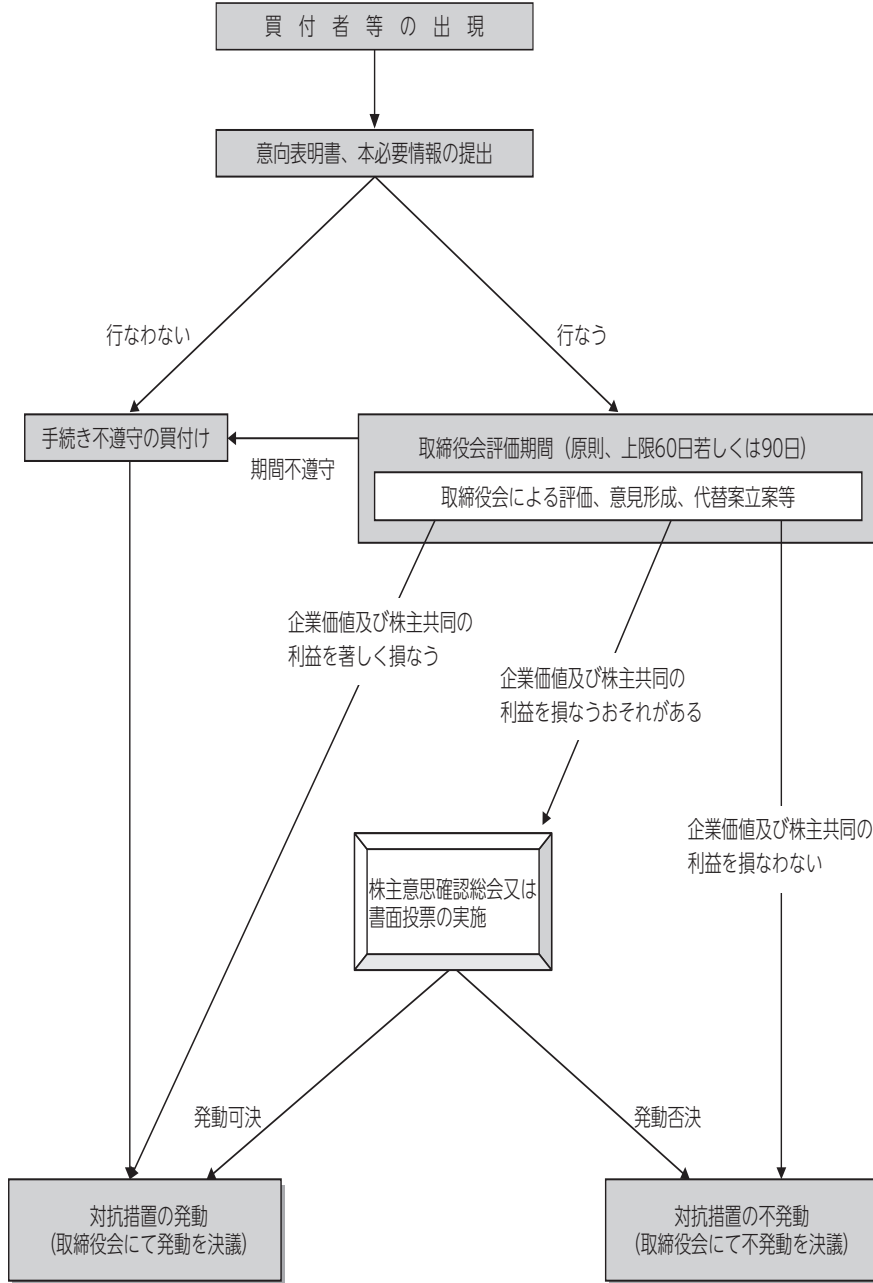 買付者等の出現
意向表明書、本必要情報の提出
行なわない
行なう
手続き不遵守の買付け
期間不遵守
取締役会評価期間（原則、上限60日若しくは90日）
取締役会による評価、意見形成、代替案立案等
企業価値及び株主共同の
利益を著しく損なう
企業価値及び株主共同の
利益を損なうおそれがある
企業価値及び株主共同の
利益を損なわない
株主意思確認総会又は
書面投票の実施
発動可決
発動否決
対抗措置の発動
(取締役会にて発動を決議)
対抗措置の不発動
(取締役会にて不発動を決議)